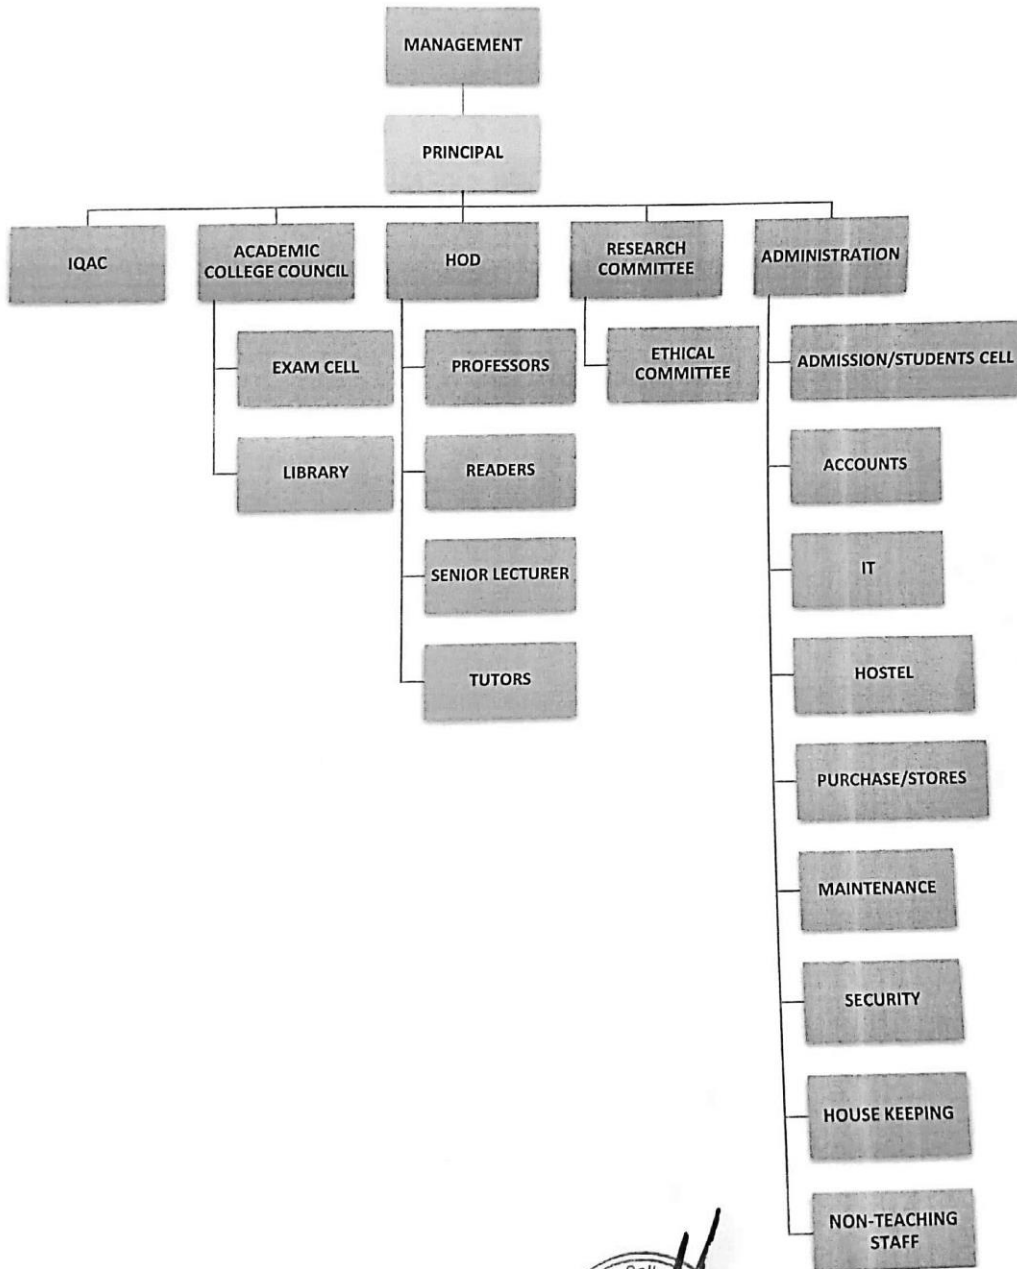 MANAGEMENT
PRINCIPAL
IQAC
ACADEMIC
COLLEGE COUNCIL
HOD
RESEARCH
COMMITTEE
ADMINISTRATION
EXAM CELL
LIBRARY
PROFESSORS
READERS
SENIOR LECTURER
TUTORS
ETHICAL
COMMITTEE
ADMISSION/STUDENTS CELL
ACCOUNTS
IT
HOSTEL
PURCHASE/STORES
MAINTENANCE
SECURITY
HOUSE KEEPING
NON-TEACHING
STAFF